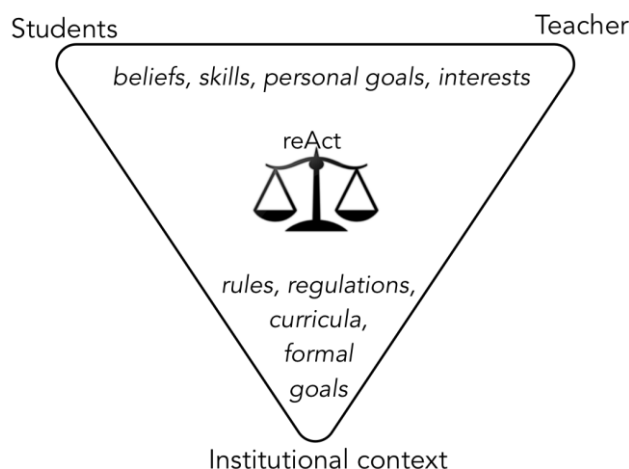 Students
Teacher
beliefs, skills, personal goals, interests
reAct
rules, regulations,
curricula,
formal
goals
Institutional context